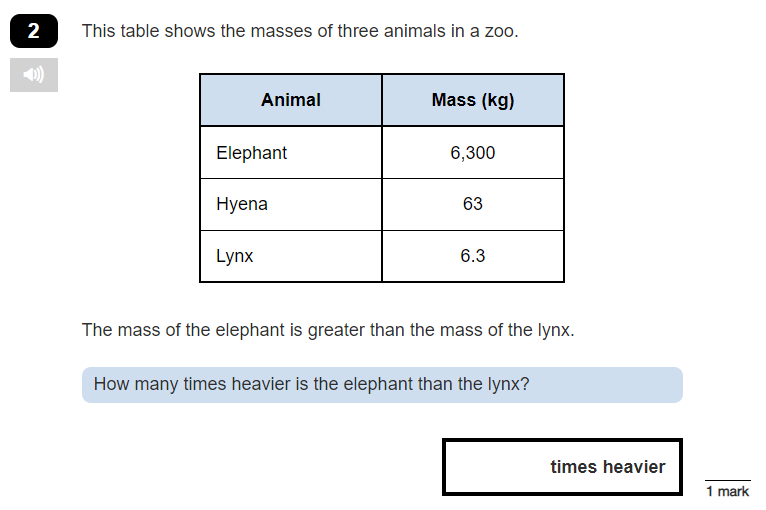 2
This table shows the masses of three animals in a zoo.
Animal Mass (kg)
Elephant 6,300
Hyena 63
Lynx 6.3
The mass of the elephant is greater than the mass of the lynx.
How many times heavier is the elephant than the lynx?
times heavier
1 mark